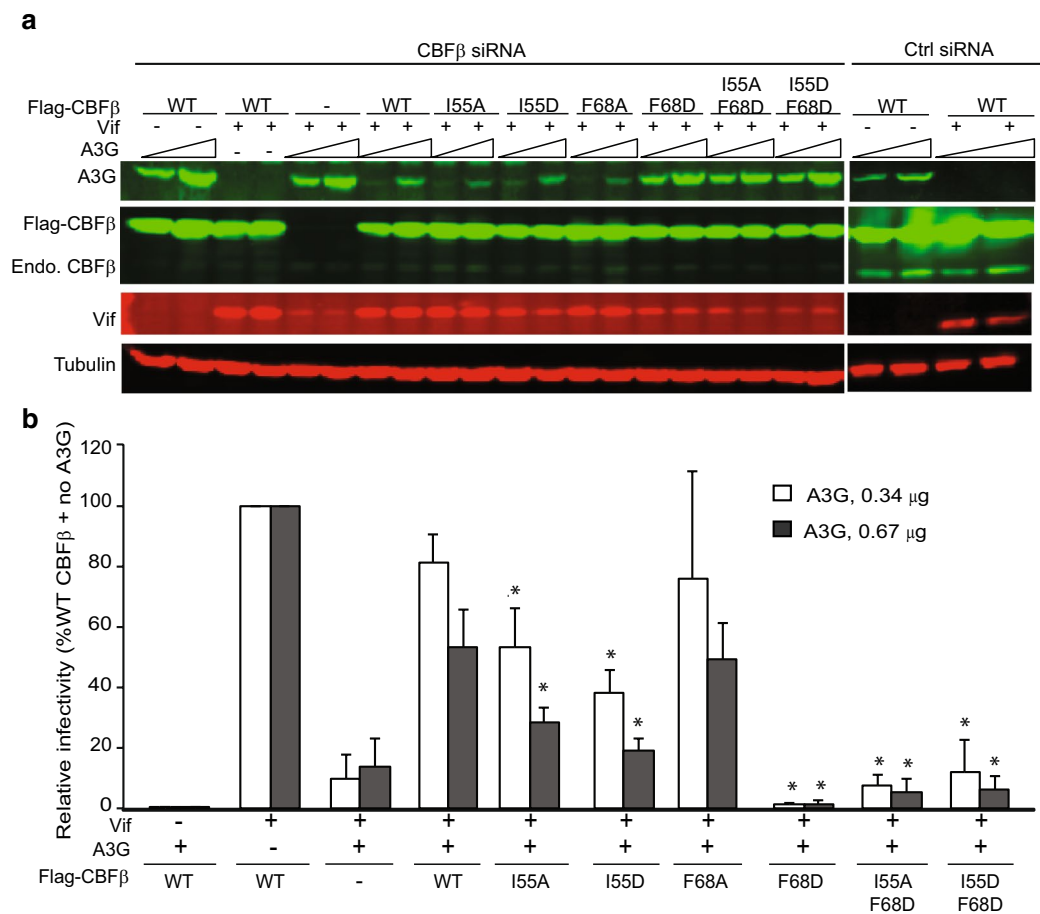 a
CBFβ siRNA Ctrl siRNA
Flag-CBFβ WT WT - WT I55A I55D F68A F68D I55A F68D I55D F68D WT WT
Vif - - + + + + + + + + + + + + + + + + + + - - + +
A3G - -
A3G
Flag-CBFβ
Endo. CBFβ
Vif
Tubulin
b
Relative infectivity (%WT CBFβ + no A3G)
120
100
80
60
40
20
0
A3G, 0.34 μg
A3G, 0.67 μg
* * * * * * * * * *
Vif - + + + + + + + + +
A3G + - + + + + + + + +
Flag-CBFβ WT WT - WT I55A I55D F68A F68D I55A F68D I55D F68D